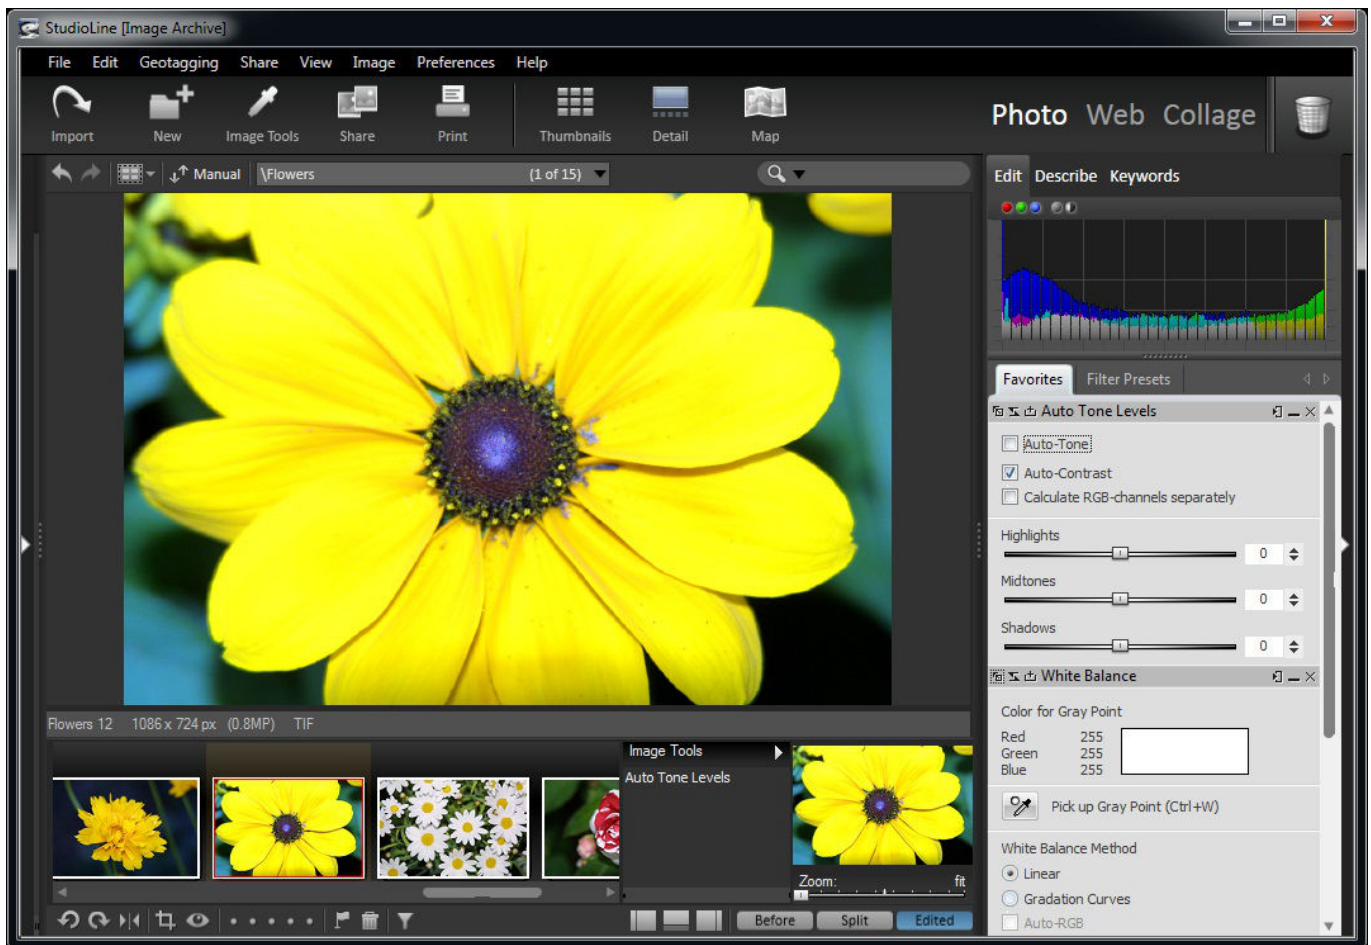 StudioLine [Image Archive]
File Edit Geotagging Share View Image Preferences Help
Import New Image Tools Share Print Thumbnails Detail Map
Photo Web Collage
Manual \Flowers (1 of 15)
Edit Describe Keywords
Favorites Filter Presets
Auto Tone Levels
Auto-Tone
Auto-Contrast
Calculate RGB-channels separately
Highlights
0
Midtones
0
Shadows
0
White Balance
Color for Gray Point
Red 255
Green 255
Blue 255
Pick up Gray Point (Ctrl+W)
White Balance Method
Linear
Gradation Curves
Auto-RGB
Flowers 12 1086 x 724 px (0.8MP) TIF
Image Tools
Auto Tone Levels
Zoom: fit
Before Split Edited